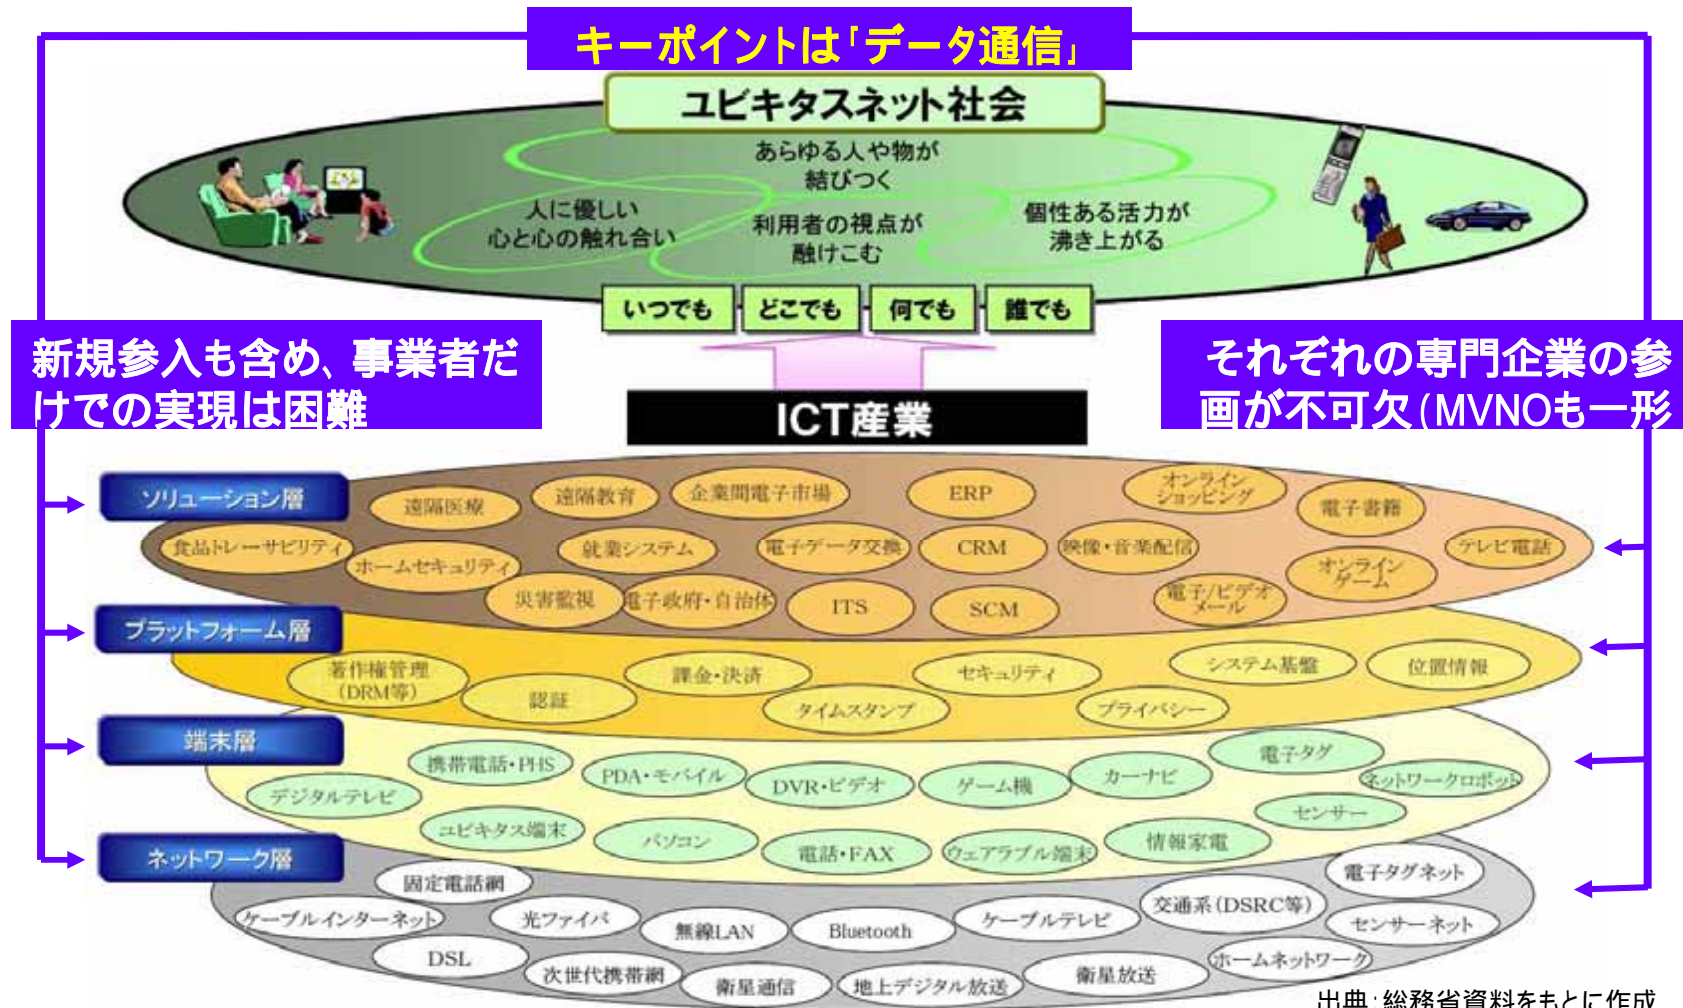 キーポイントは「データ通信」
ユビキタスネット社会
あらゆる人や物が
結びつく
人に優しい
心と心の触れ合い
利用者の視点が
融けこむ
個性ある活力が
沸き上がる
いつでも
どこでも
何でも
誰でも
新規参入も含め、事業者だ
けでの実現は困難
それぞれの専門企業の参
画が不可欠(MVNOも一形
ICT産業
ソリューション層
遠隔医療
遠隔教育
企業間電子市場
ERP
オンライン
ショッピング
電子書籍
食品トレーサビリティ
ホームセキュリティ
就業システム
電子データ交換
CRM
映像・音楽配信
オンライン
ゲーム
テレビ電話
災害監視
電子政府・自治体
ITS
SCM
電子/ビデオ
メール
プラットフォーム層
著作権管理
(DRM等)
認証
課金・決済
タイムスタンプ
セキュリティ
プライバシー
システム基盤
位置情報
端末層
デジタルテレビ
携帯電話・PHS
PDA・モバイル
DVR・ビデオ
ゲーム機
カーナビ
電子タグ
ネットワークロボット
ユビキタス端末
パソコン
電話・FAX
ウェアラブル端末
情報家電
センサー
ネットワーク層
固定電話網
ケーブルインターネット
光ファイバ
無線LAN
Bluetooth
ケーブルテレビ
交通系(DSRC等)
電子タグネット
センサーネット
DSL
次世代携帯網
衛星通信
地上デジタル放送
衛星放送
ホームネットワーク
出典:総務省資料をもとに作成